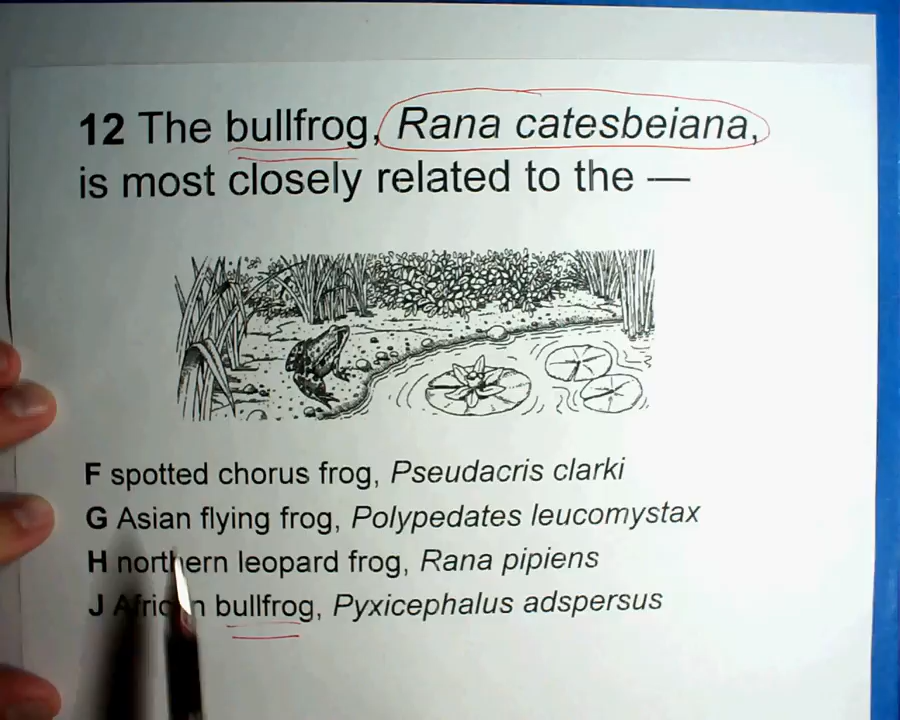 12 The bullfrog, Rana catesbeiana,
is most closely related to the —
F spotted chorus frog, Pseudacris clarki
G Asian flying frog, Polypedates leucomystax
H northern leopard frog, Rana pipiens
J African bullfrog, Pyxicephalus adspersus